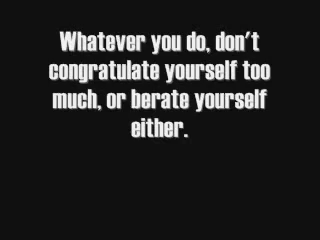 Whatever you do, don't
congratulate yourself too
much, or berate yourself
either.